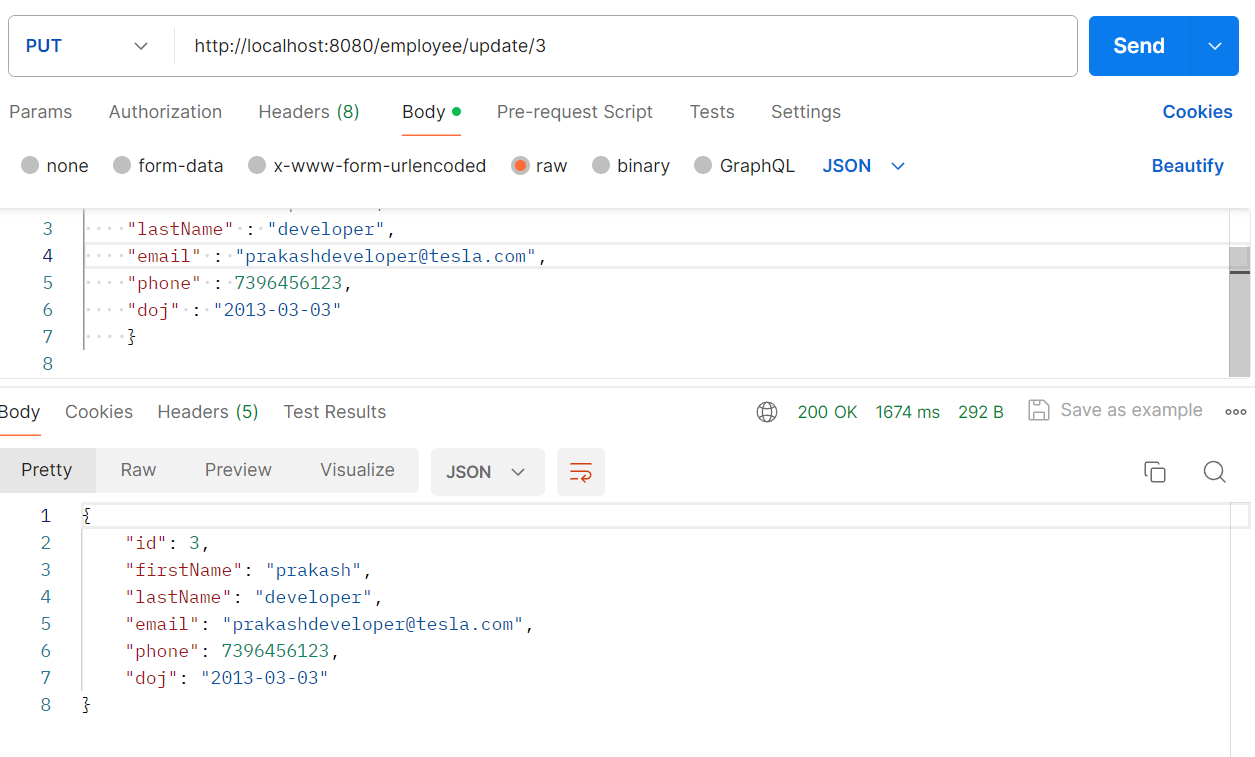 PUT http://localhost:8080/employee/update/3 Send
Params Authorization Headers (8) Body Pre-request Script Tests Settings Cookies
none form-data x-www-form-urlencoded raw binary GraphQL JSON Beautify
3 "lastName" : "developer",
4 "email" : "prakashdeveloper@tesla.com",
5 "phone" : 7396456123,
6 "doj" : "2013-03-03"
7 }
8
Body Cookies Headers (5) Test Results 200 OK 1674 ms 292 B Save as example
Pretty Raw Preview Visualize JSON
1 {
2 "id": 3,
3 "firstName": "prakash",
4 "lastName": "developer",
5 "email": "prakashdeveloper@tesla.com",
6 "phone": 7396456123,
7 "doj": "2013-03-03"
8 }